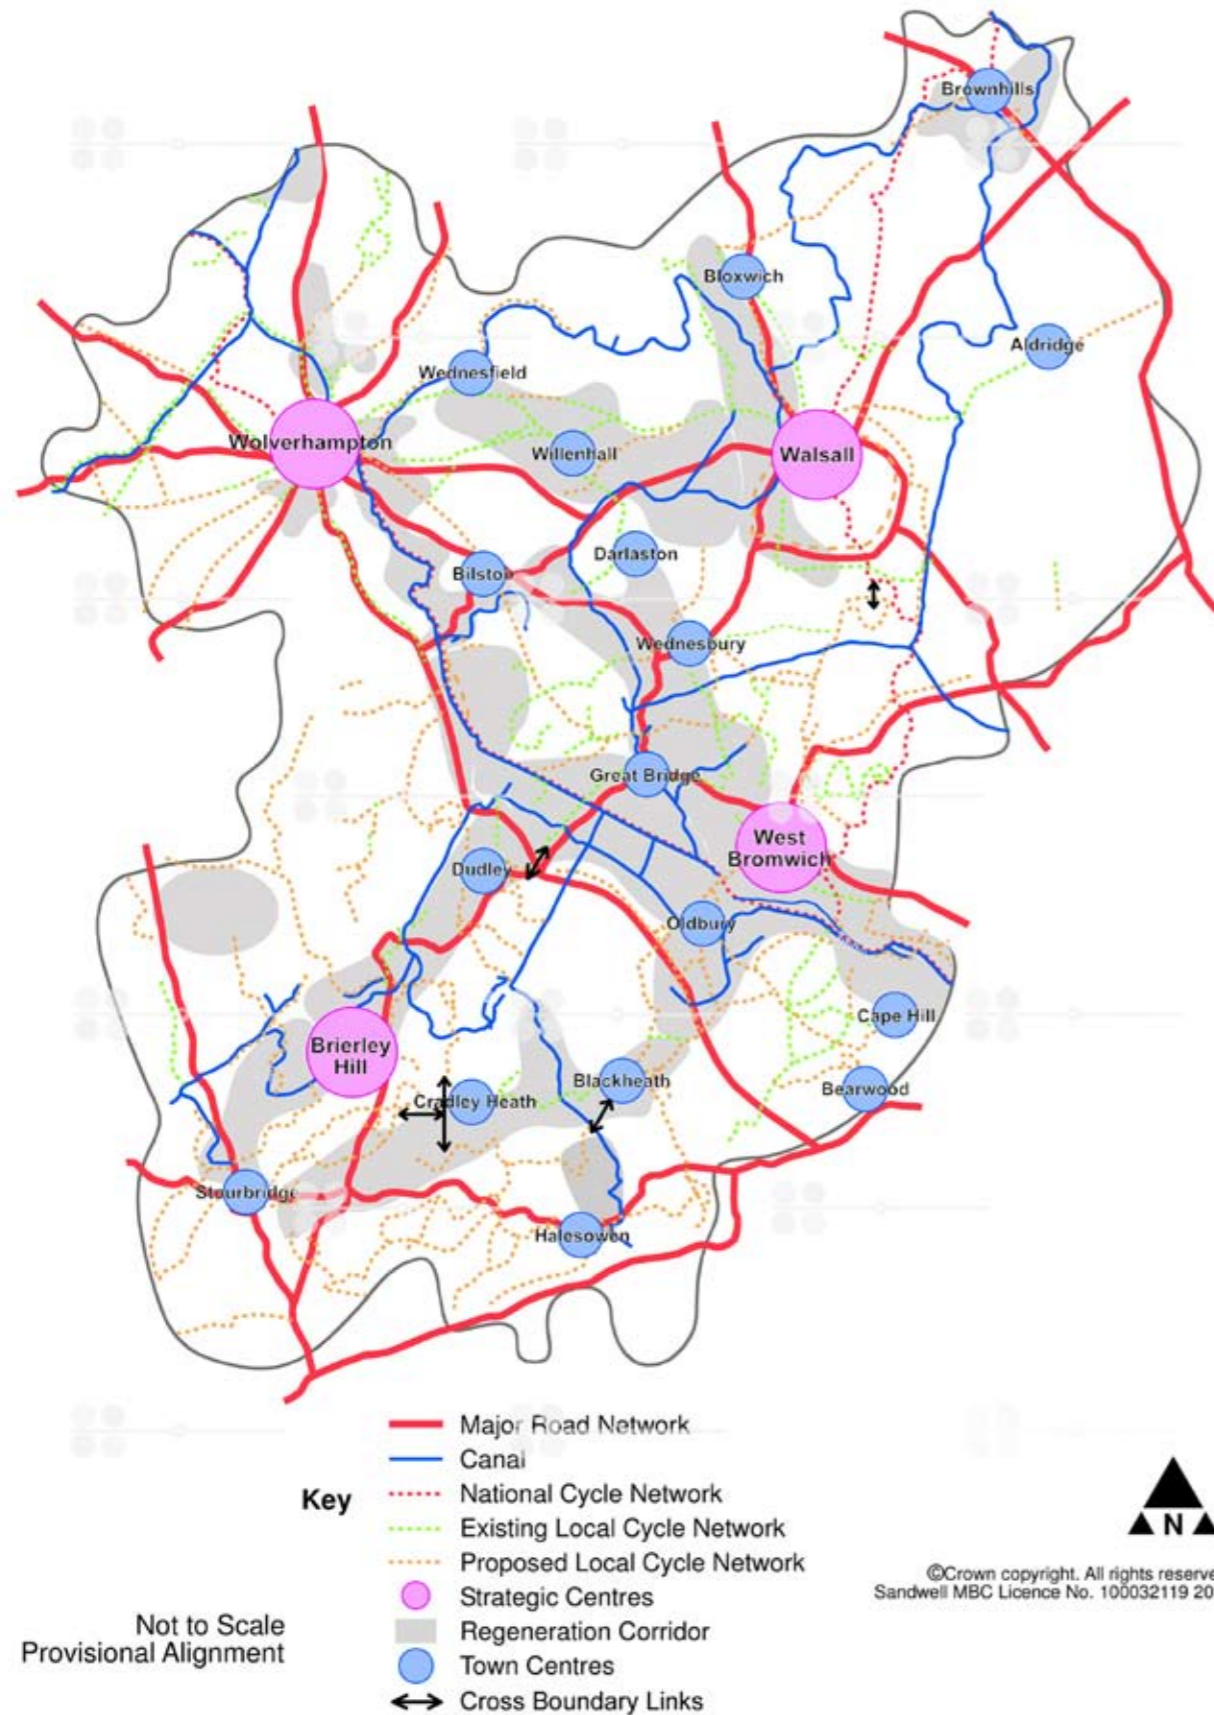 Brownhills
Bloxwich
Aldridge
Wednesfield
Wolverhampton
Willenhall
Walsall
Darlaston
Bilston
Wednesbury
Great Bridge
West
Bromwich
Dudley
Oldbury
Cape Hill
Brierley
Hill
Blackheath
Bearwood
Cradley Heath
Stourbridge
Halesowen
Key
Major Road Network
Canal
National Cycle Network
Existing Local Cycle Network
Proposed Local Cycle Network
Strategic Centres
Regeneration Corridor
Town Centres
Cross Boundary Links
Not to Scale
Provisional Alignment
N
©Crown copyright. All rights reserve
Sandwell MBC Licence No. 100032119 20